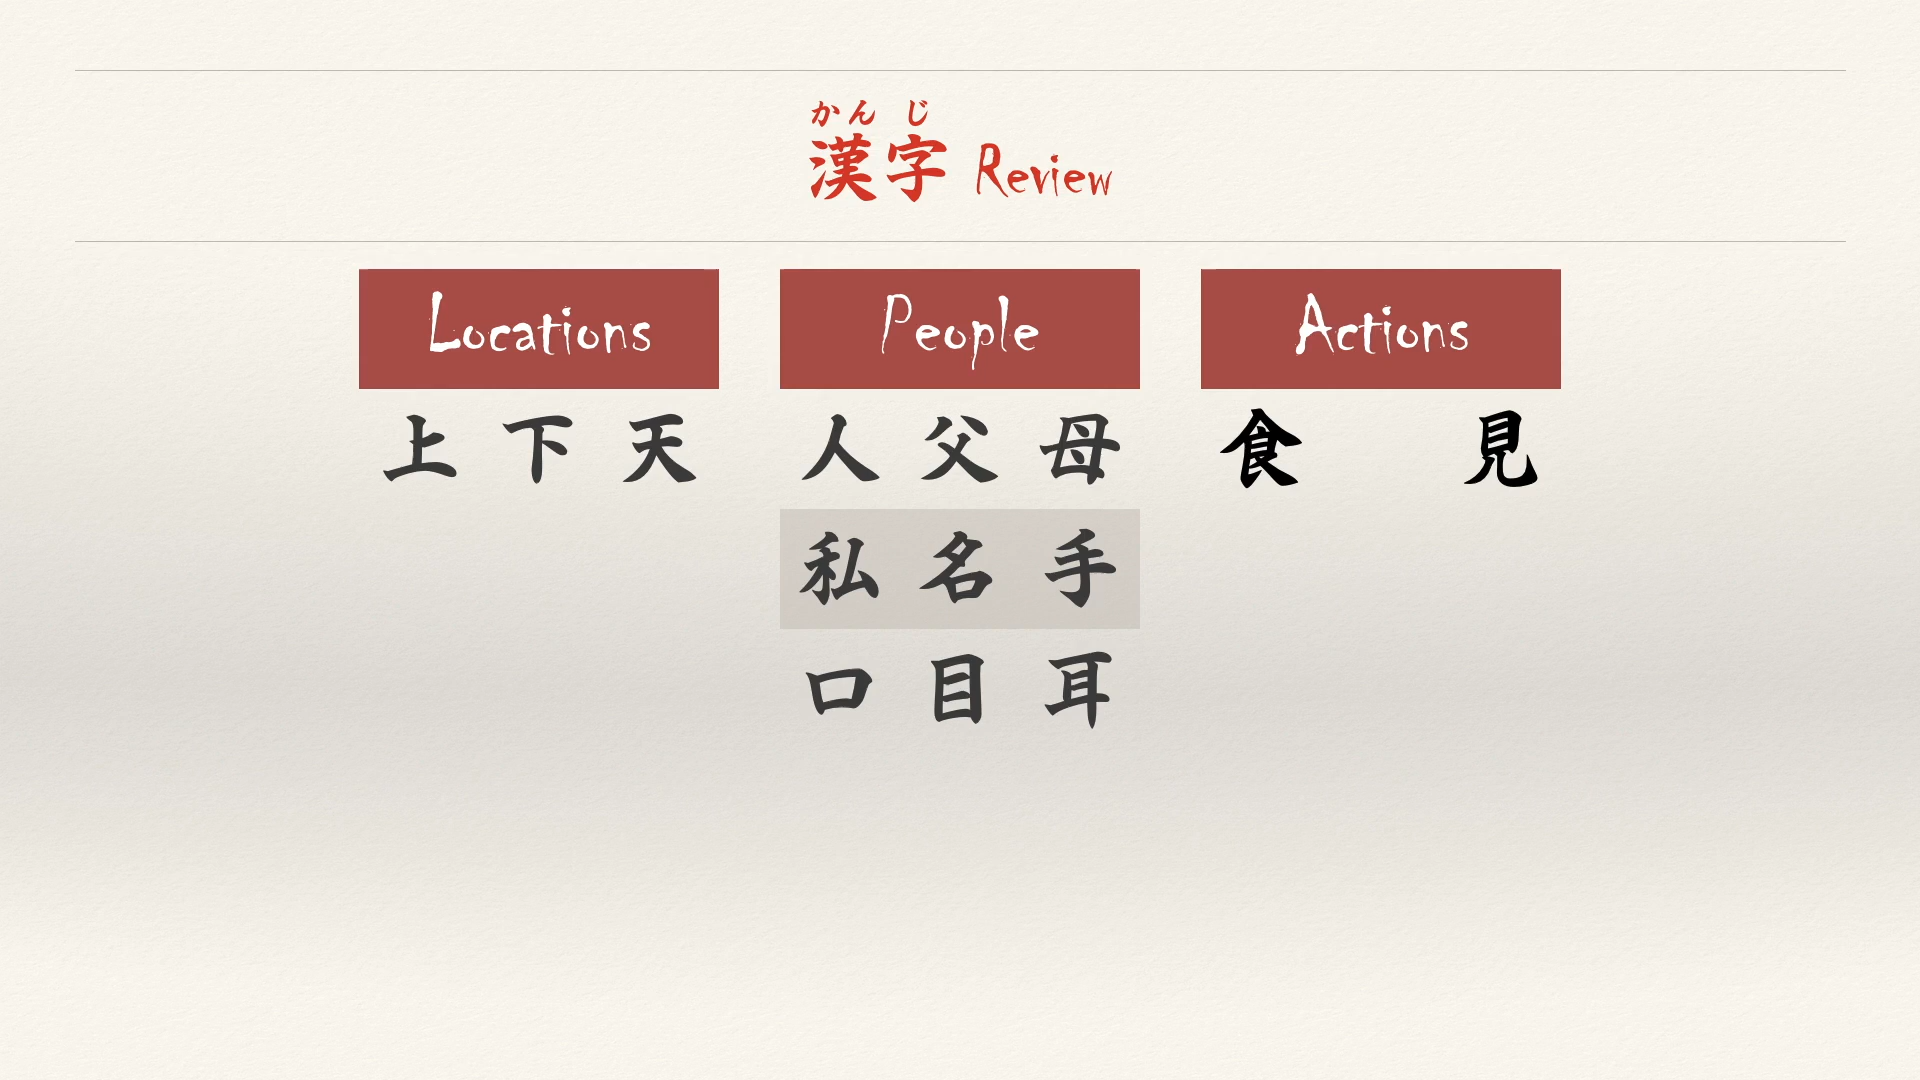 かんじ
漢字 Review
Locations People Actions
上 下 天 人 父 母 食 見
私 名 手
口 目 耳